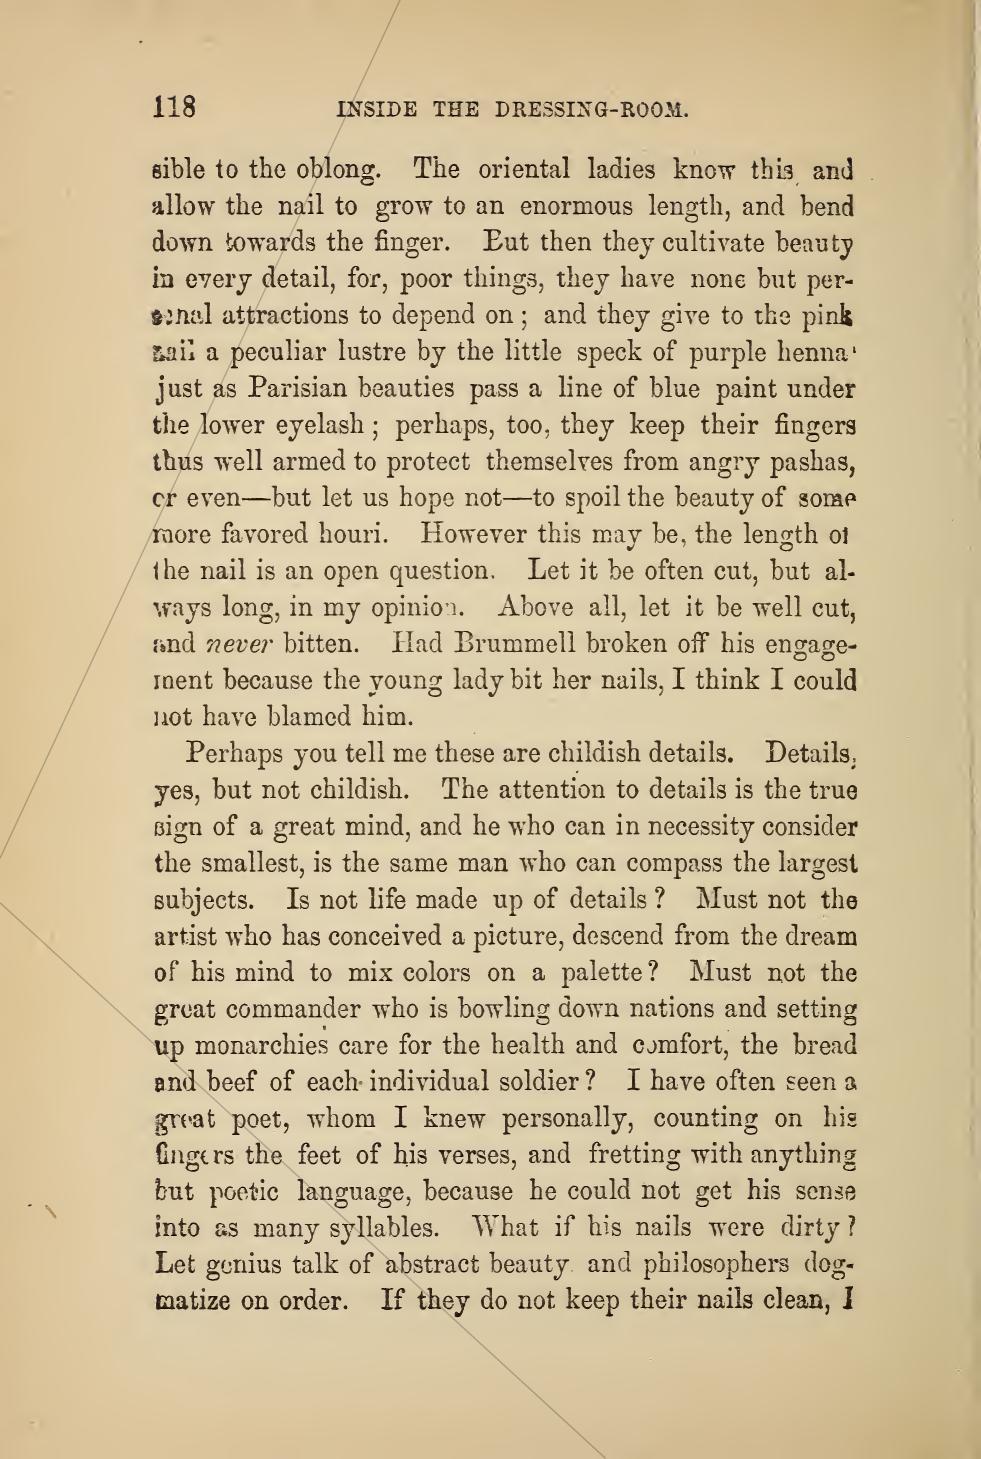 118 INSIDE THE DRESSING-ROOM.
sible to the oblong. The oriental ladies know this and
allow the nail to grow to an enormous length, and bend
down towards the finger. But then they cultivate beauty
in every detail, for, poor things, they have none but per-
sonal attractions to depend on; and they give to the pink
nail a peculiar lustre by the little speck of purple henna'
just as Parisian beauties pass a line of blue paint under
the lower eyelash; perhaps, too, they keep their fingers
thus well armed to protect themselves from angry pashas,
or even—but let us hope not—to spoil the beauty of some
more favored houri. However this may be, the length of
the nail is an open question. Let it be often cut, but al-
ways long, in my opinion. Above all, let it be well cut,
and never bitten. Had Brummell broken off his engage-
ment because the young lady bit her nails, I think I could
not have blamed him.
Perhaps you tell me these are childish details. Details,
yes, but not childish. The attention to details is the true
sign of a great mind, and he who can in necessity consider
the smallest, is the same man who can compass the largest
subjects. Is not life made up of details? Must not the
artist who has conceived a picture, descend from the dream
of his mind to mix colors on a palette? Must not the
great commander who is bowling down nations and setting
up monarchies care for the health and comfort, the bread
and beef of each individual soldier? I have often seen a
great poet, whom I knew personally, counting on his
fingers the feet of his verses, and fretting with anything
but poetic language, because he could not get his sense
into as many syllables. What if his nails were dirty?
Let genius talk of abstract beauty and philosophers dog-
matize on order. If they do not keep their nails clean, I